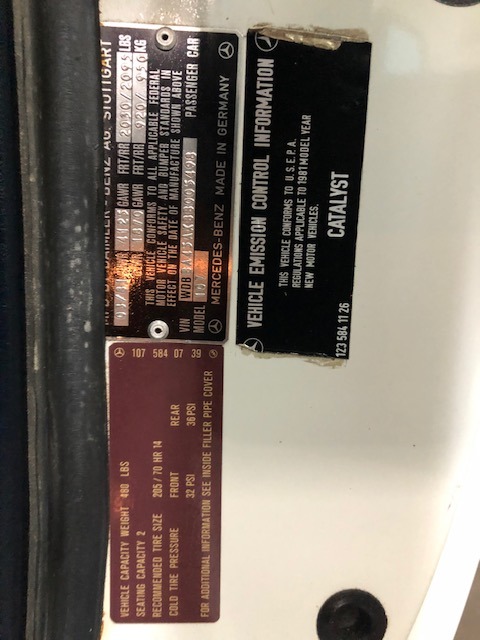 DAIMLER-BENZ AG. STUTTGART
GAWR FRT/RR 2030/2095 LBS
GAWR FRT/RR 920/950 KG
THIS VEHICLE CONFORMS TO ALL APPLICABLE FEDERAL
MOTOR VEHICLE SAFETY AND BUMPER STANDARDS IN
EFFECT ON THE DATE OF MANUFACTURE SHOWN ABOVE
VIN WDB
PASSENGER CAR
MODEL
MERCEDES-BENZ MADE IN GERMANY
VEHICLE EMISSION CONTROL INFORMATION
THIS VEHICLE CONFORMS TO U.S.E.P.A.
REGULATIONS APPLICABLE TO 1981 MODEL YEAR
NEW MOTOR VEHICLES.
CATALYST
123 584 11 26
107 584 07 39
VEHICLE CAPACITY WEIGHT 480 LBS
SEATING CAPACITY 2
RECOMMENDED TIRE SIZE 205/70 HR 14
COLD TIRE PRESSURE FRONT REAR
32 PSI 36 PSI
FOR ADDITIONAL INFORMATION SEE INSIDE FILLER PIPE COVER